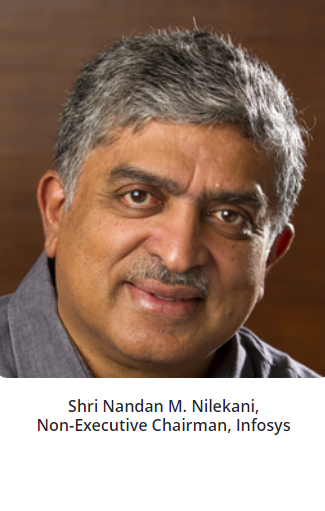 Shri Nandan M. Nilekani,
Non-Executive Chairman, Infosys